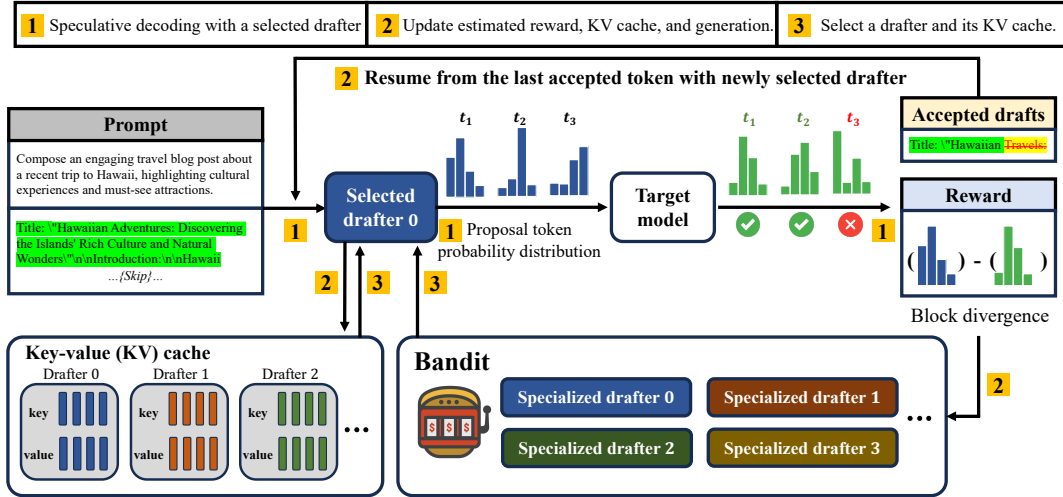 1 Speculative decoding with a selected drafter
2 Update estimated reward, KV cache, and generation.
3 Select a drafter and its KV cache.
2 Resume from the last accepted token with newly selected drafter
Prompt
Compose an engaging travel blog post about
a recent trip to Hawaii, highlighting cultural
experiences and must-see attractions.
Title: \"Hawaiian Adventures: Discovering
the Islands' Rich Culture and Natural
Wonders\"\n\nIntroduction:\n\nHawaii
...{Skip}...
1
Selected
drafter 0
t1 t2 t3
1 Proposal token
probability distribution
Target
model
t1 t2 t3
1
Accepted drafts
Title: \"Hawaiian Travels:
Reward
( ) - ( )
Block divergence
2
3
3
2
Key-value (KV) cache
Drafter 0 Drafter 1 Drafter 2
key key key
value value value
...
Bandit
$ $ $
Specialized drafter 0
Specialized drafter 1
Specialized drafter 2
Specialized drafter 3
...